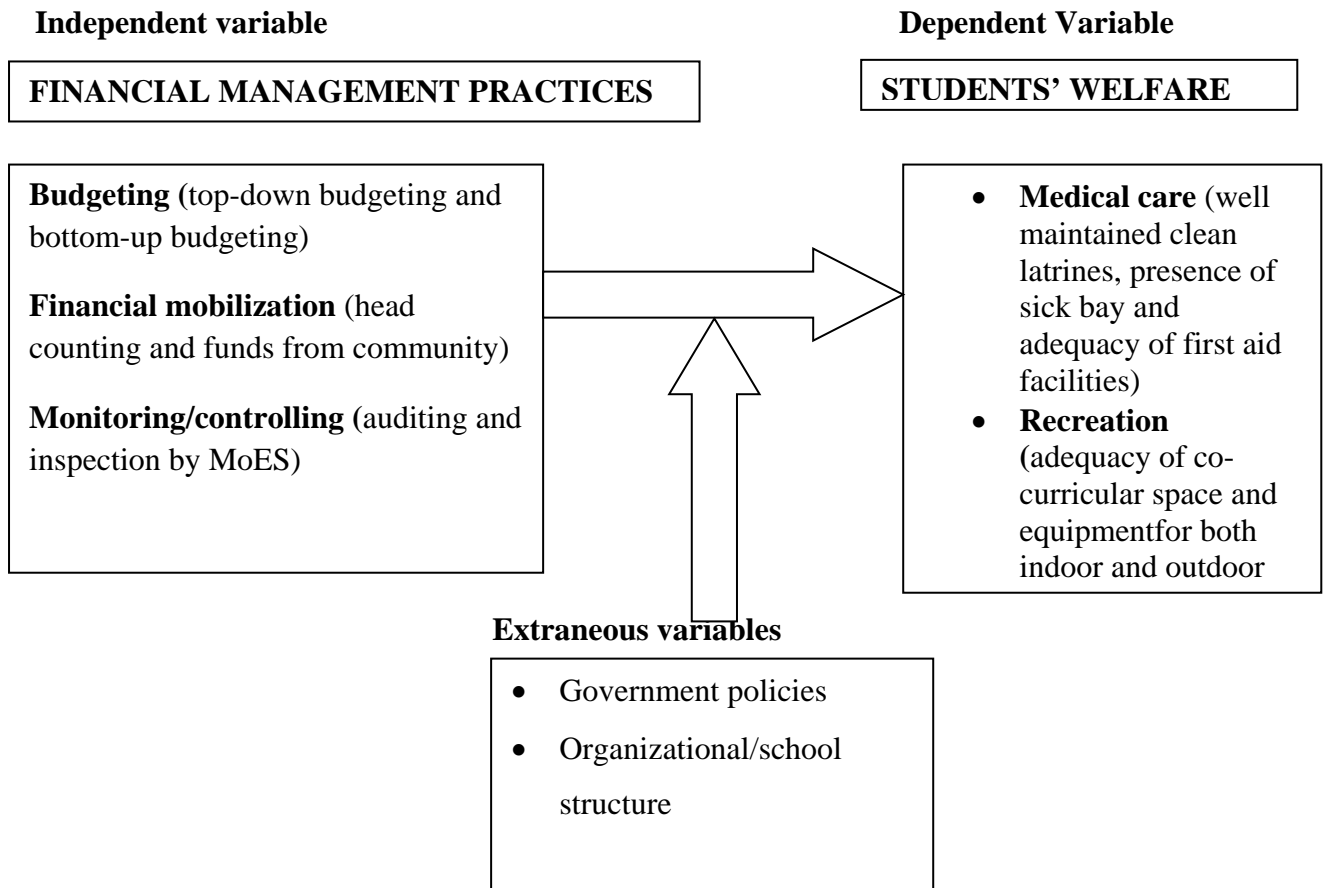 Independent variable
Dependent Variable
FINANCIAL MANAGEMENT PRACTICES
STUDENTS’ WELFARE
Budgeting (top-down budgeting and
bottom-up budgeting)
Financial mobilization (head
counting and funds from community)
Monitoring/controlling (auditing and
inspection by MoES)
• Medical care (well
maintained clean
latrines, presence of
sick bay and
adequacy of first aid
facilities)
• Recreation
(adequacy of co-
curricular space and
equipmentfor both
indoor and outdoor
Extraneous variables
• Government policies
• Organizational/school
structure